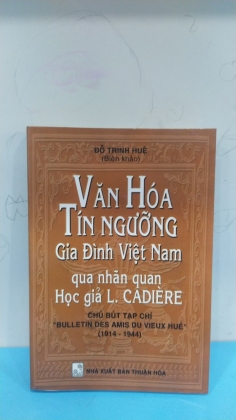 ĐỖ TRINH HUỆ
(Biên khảo)
VĂN HÓA
TÍN NGƯỠNG
Gia Đình Việt Nam
qua nhãn quan
Học giả L. CADIÈRE
CHỦ BÚT TẠP CHÍ
"BULLETIN DES AMIS DU VIEUX HUÉ"
(1914 - 1944)
NHÀ XUẤT BẢN THUẬN HÓA